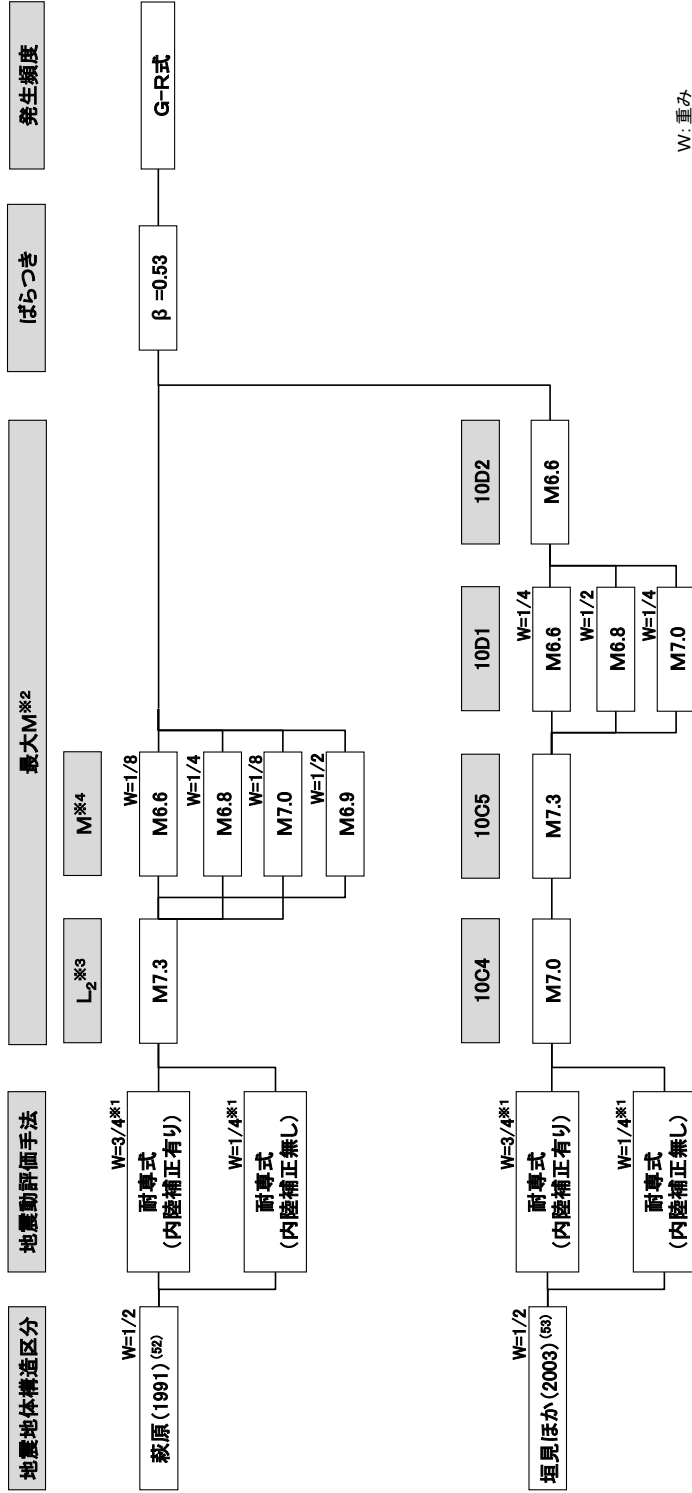 地震地体構造区分
地震動評価手法
最大M※2
ばらつき
発生頻度
L2※3
M※4
W=1/2
萩原(1991)(52)
W=3/4※1
耐専式
(内陸補正有り)
W=1/4※1
耐専式
(内陸補正無し)
M7.3
W=1/8
M6.6
W=1/4
M6.8
W=1/8
M7.0
W=1/2
M6.9
β=0.53
G-R式
10C4
10C5
10D1
10D2
W=1/2
垣見ほか(2003)(53)
W=3/4※1
耐専式
(内陸補正有り)
W=1/4※1
耐専式
(内陸補正無し)
M7.0
M7.3
W=1/4
M6.6
W=1/2
M6.8
W=1/4
M7.0
M6.6
W:重み